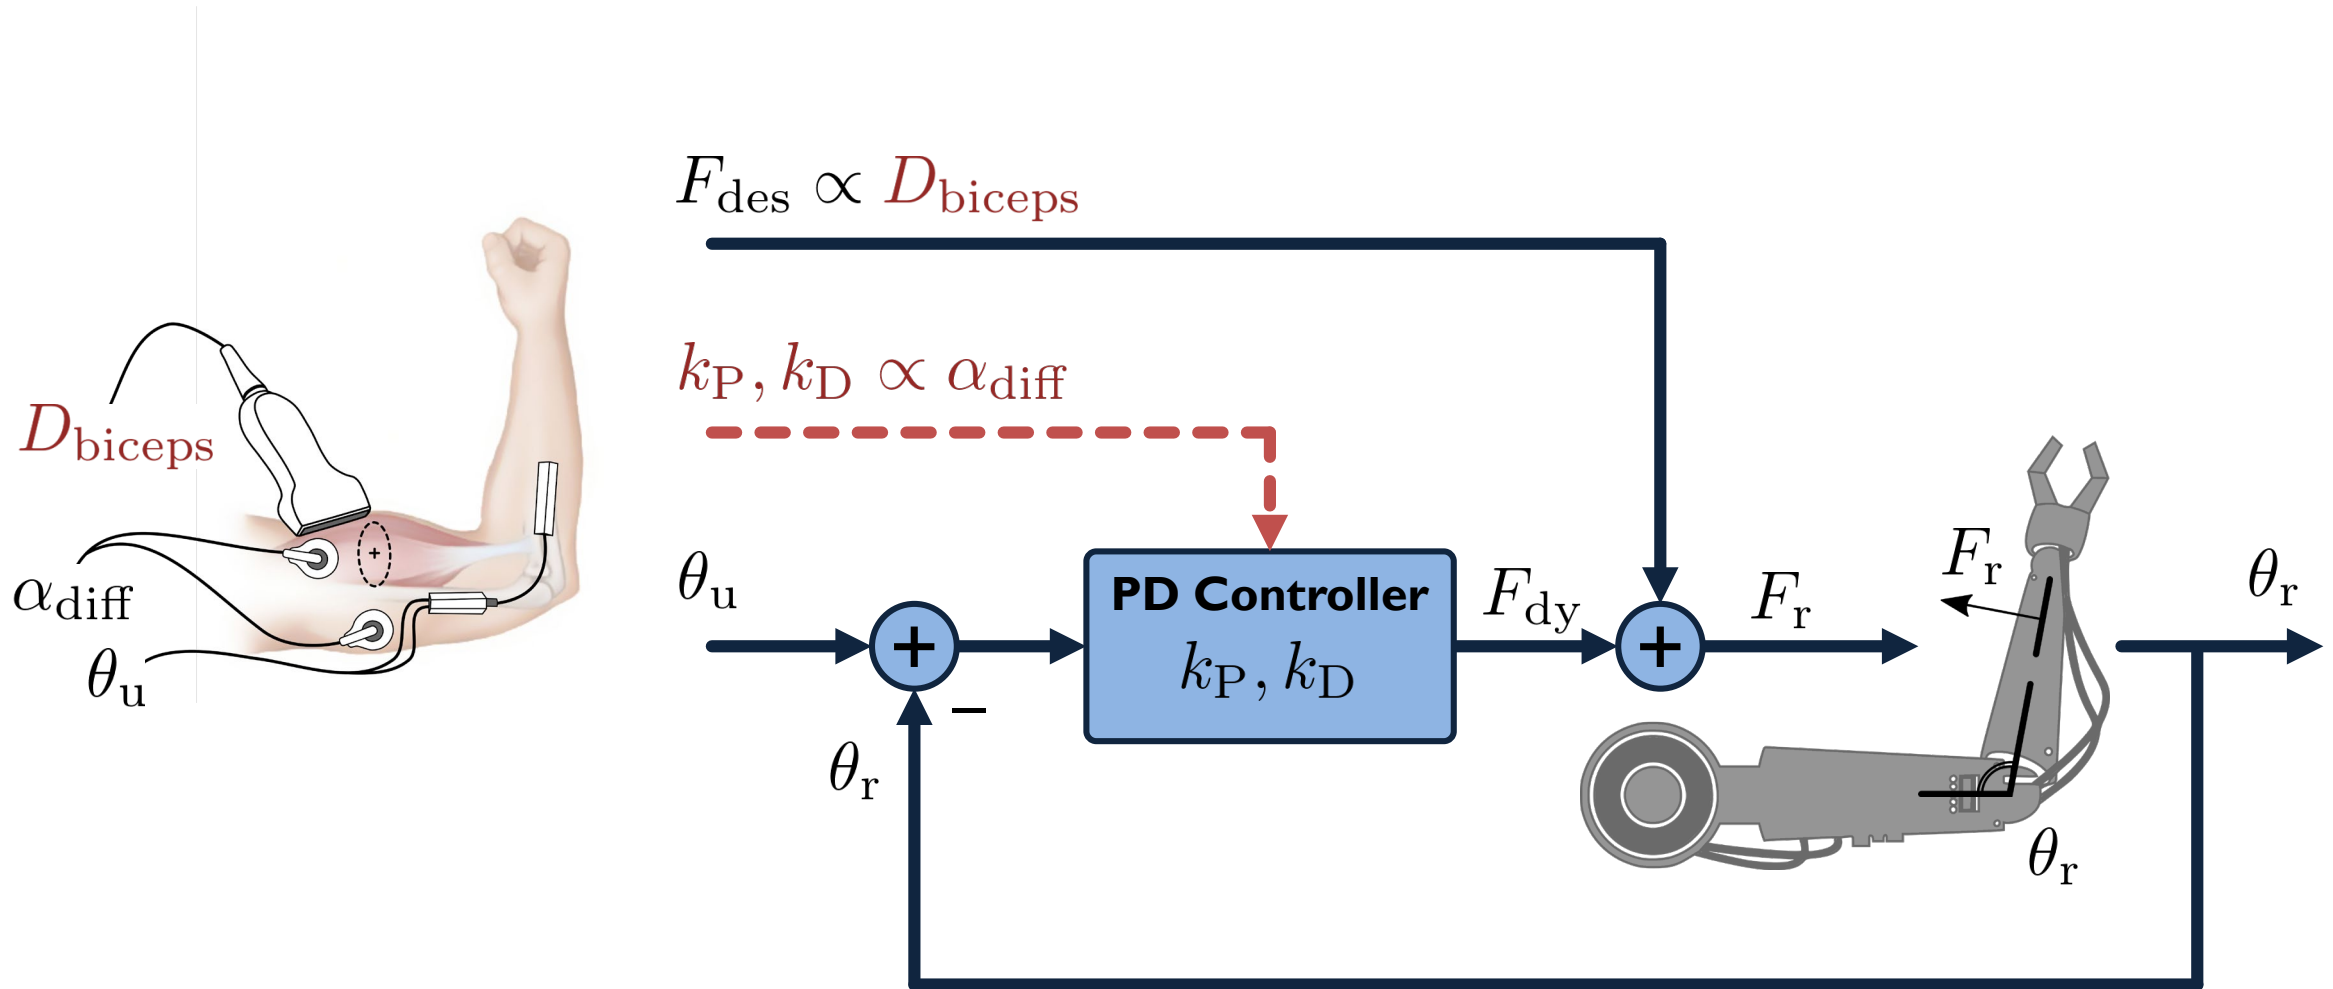 F_des ∝ D_biceps
k_P, k_D ∝ α_diff
D_biceps
α_diff
θ_u
θ_u
+
−
θ_r
PD Controller
k_P, k_D
F_dy
+
F_r
F_r
θ_r
θ_r
+